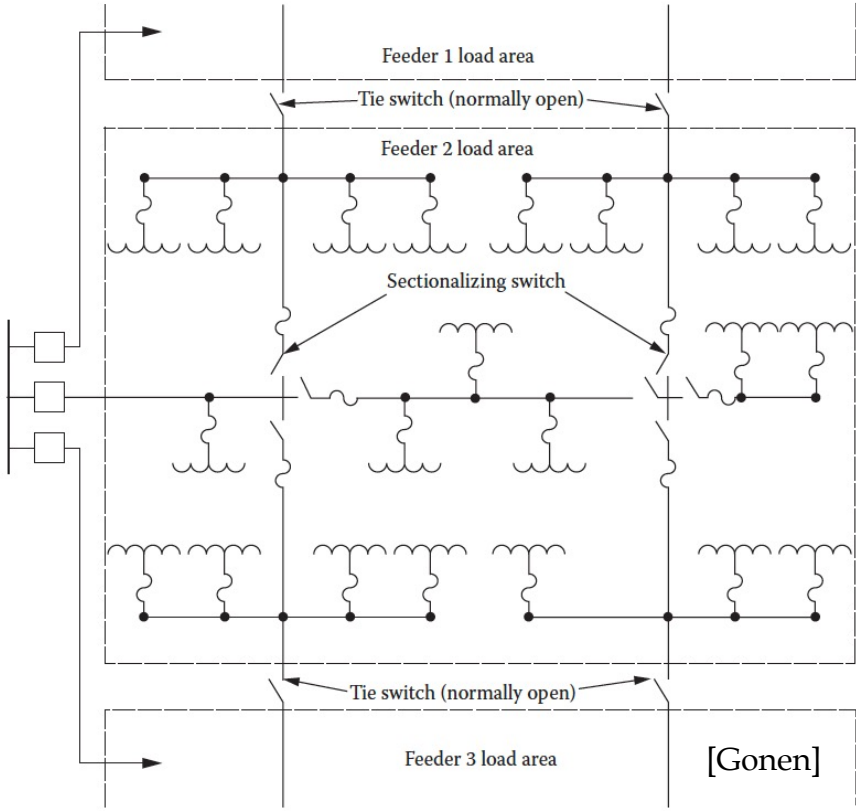 Feeder 1 load area
Tie switch (normally open)
Feeder 2 load area
Sectionalizing switch
Tie switch (normally open)
Feeder 3 load area
[Gonen]